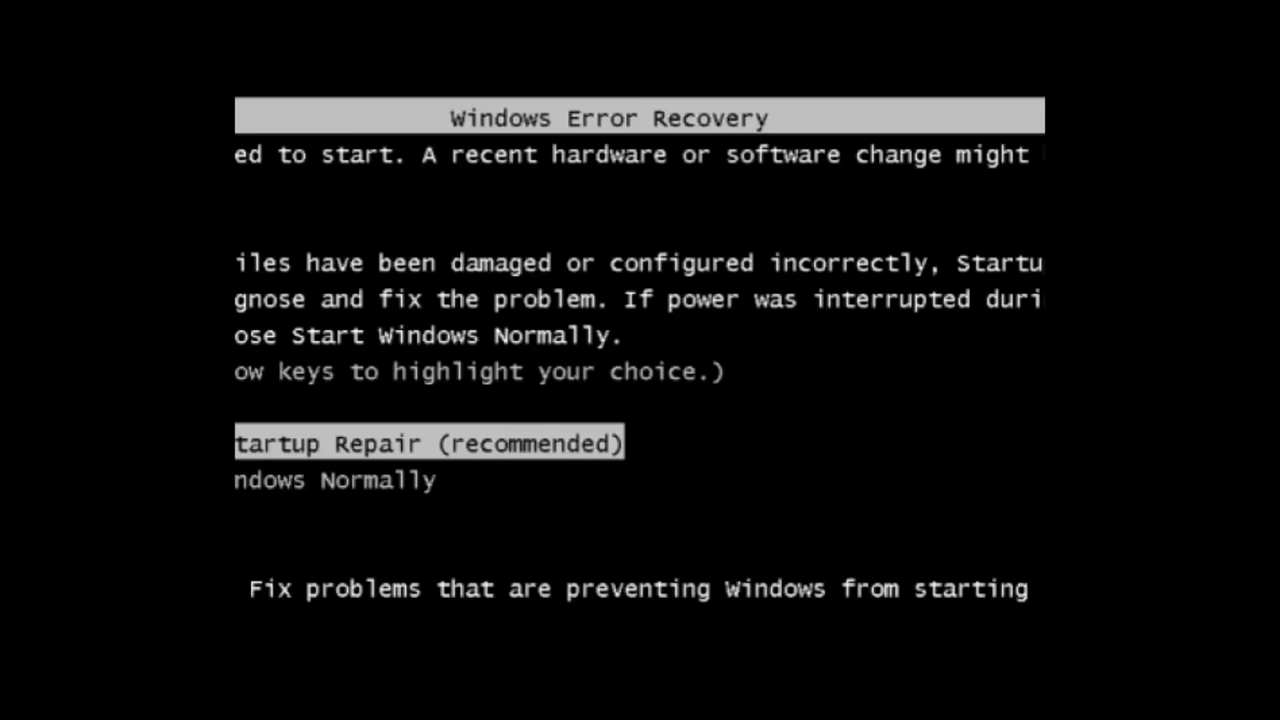 Windows Error Recovery
ed to start. A recent hardware or software change might
iles have been damaged or configured incorrectly, Startu
gnose and fix the problem. If power was interrupted duri
ose Start Windows Normally.
ow keys to highlight your choice.)
tartup Repair (recommended)
ndows Normally
Fix problems that are preventing Windows from starting